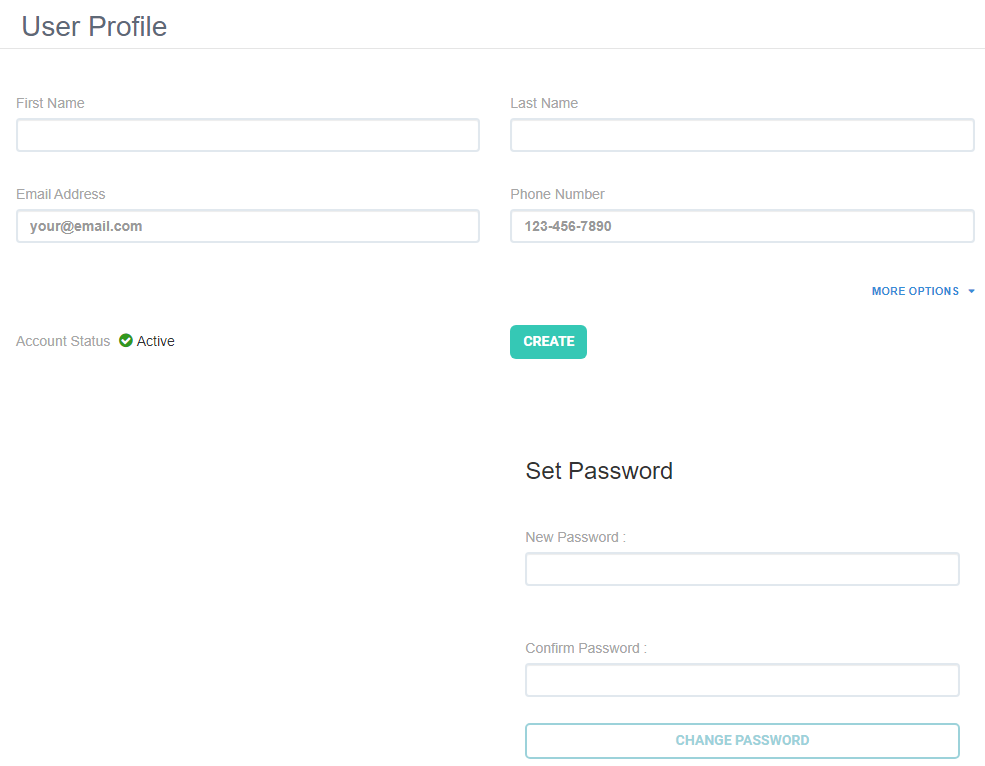 User Profile
First Name
Last Name
Email Address
Phone Number
your@email.com
123-456-7890
MORE OPTIONS
Account Status Active
CREATE
Set Password
New Password :
Confirm Password :
CHANGE PASSWORD